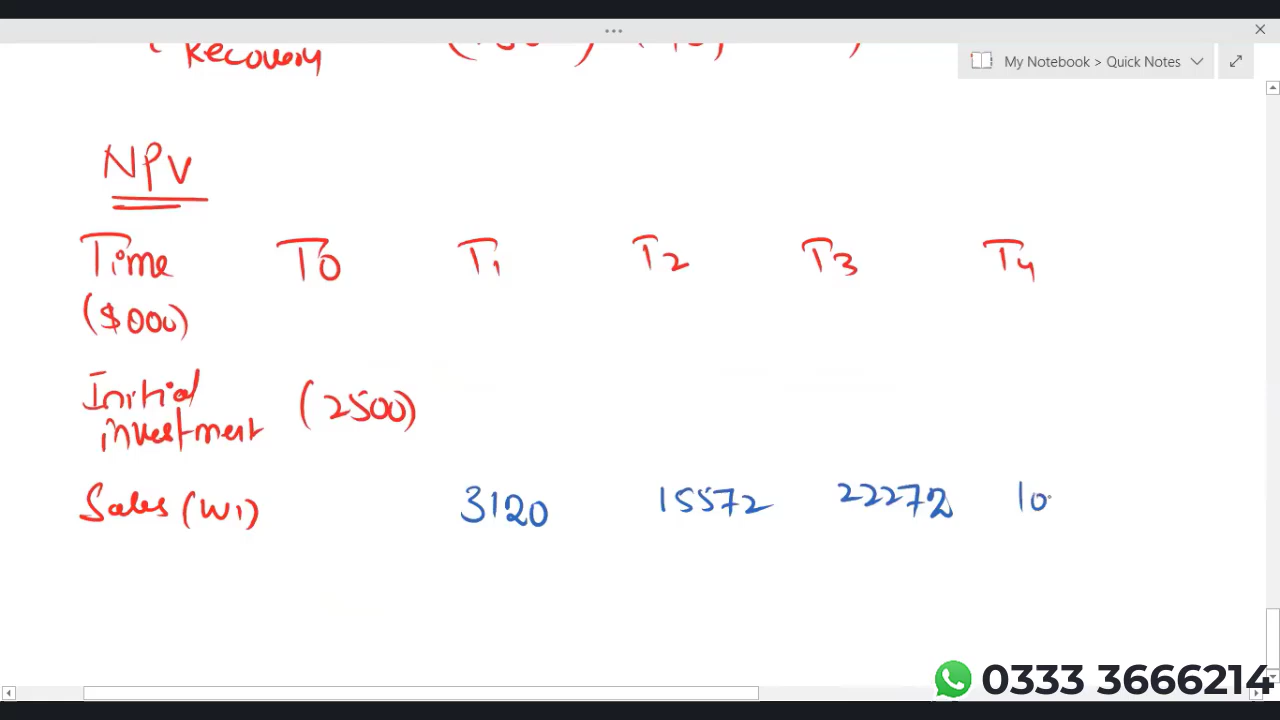 My Notebook > Quick Notes
Recovery
NPV
Time T0 T1 T2 T3 T4
($000)
Initial
investment (2500)
Sales (W1) 3120 15572 22272 10
0333 3666214